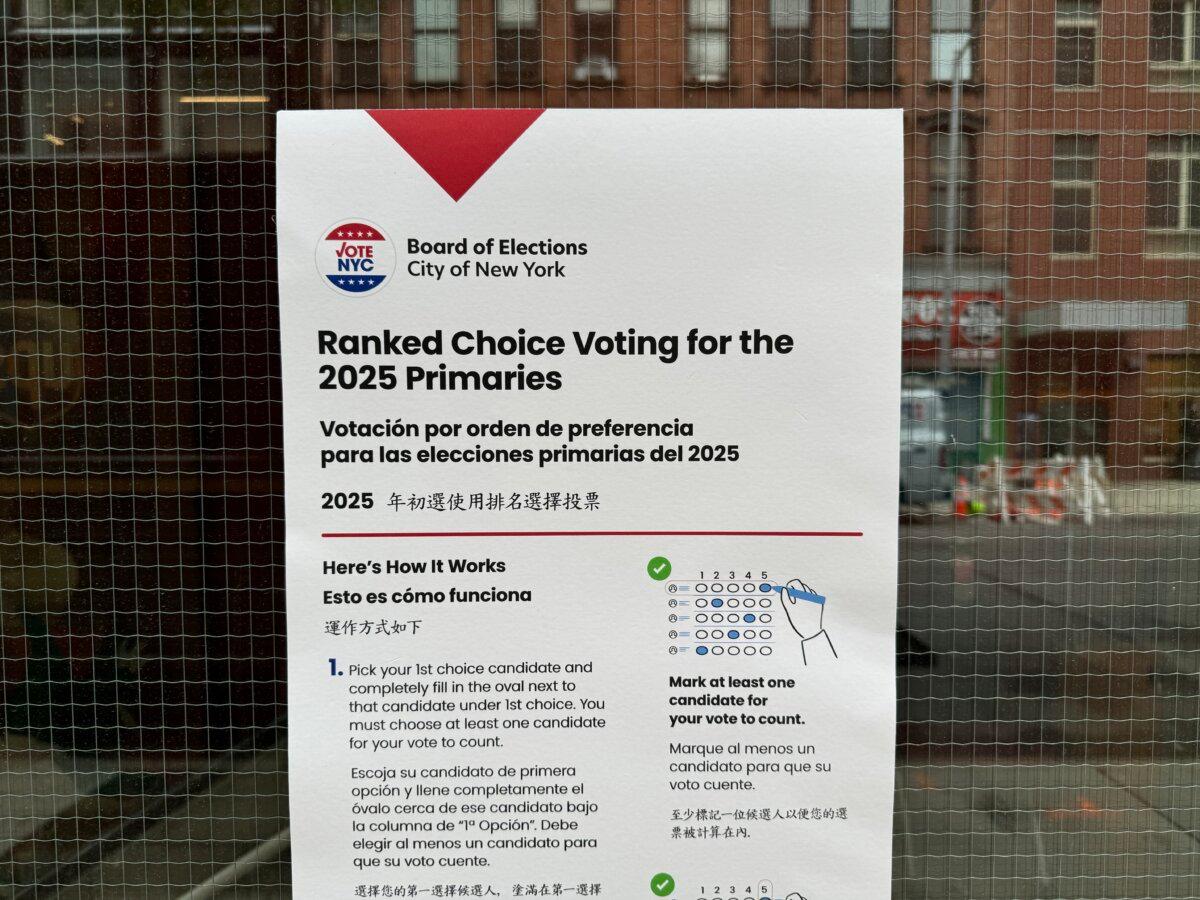 VOTE
NYC
Board of Elections
City of New York
Ranked Choice Voting for the
2025 Primaries
Votación por orden de preferencia
para las elecciones primarias del 2025
2025 年初選使用排名選擇投票
Here's How It Works
Esto es cómo funciona
運作方式如下
1. Pick your 1st choice candidate and
completely fill in the oval next to
that candidate under 1st choice. You
must choose at least one candidate
for your vote to count.
Escoja su candidato de primera
opción y llene completamente el
óvalo cerca de ese candidato bajo
la columna de "1ª Opción". Debe
elegir al menos un candidato para
que su voto cuente.
選擇您的第一選擇候選人， 塗滿在第一選擇
1 2 3 4 5
Mark at least one
candidate for
your vote to count.
Marque al menos un
candidato para que su
voto cuente.
至少標記一位候選人以便您的選
票被計算在內.
1 2 3 4 5